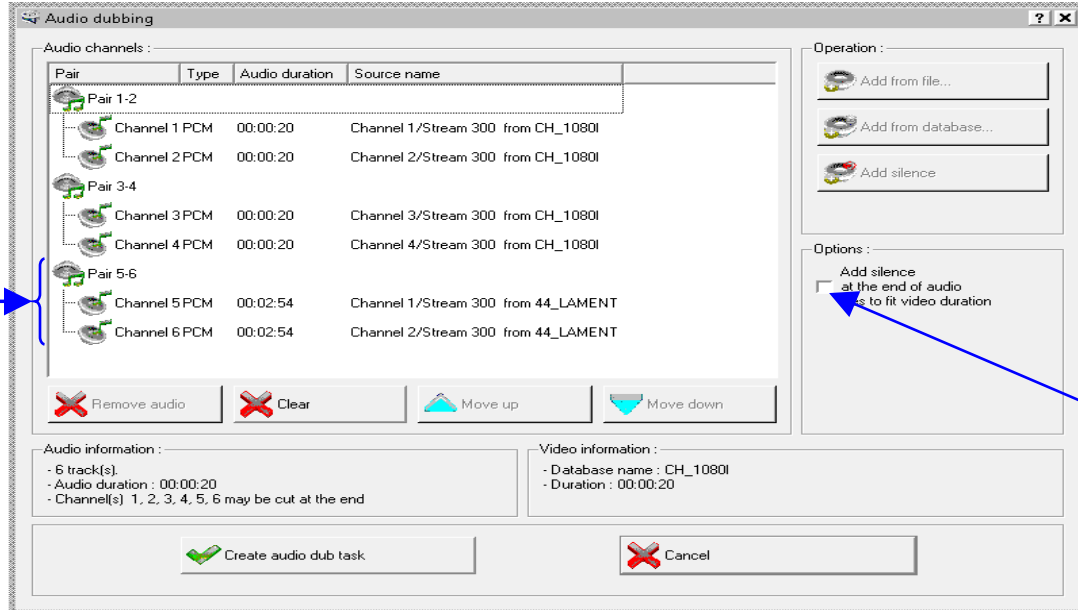 Audio dubbing
? X
Audio channels :
Pair Type Audio duration Source name
Pair 1-2
Channel 1 PCM 00:00:20 Channel 1/Stream 300 from CH_1080I
Channel 2 PCM 00:00:20 Channel 2/Stream 300 from CH_1080I
Pair 3-4
Channel 3 PCM 00:00:20 Channel 3/Stream 300 from CH_1080I
Channel 4 PCM 00:00:20 Channel 4/Stream 300 from CH_1080I
Pair 5-6
Channel 5 PCM 00:02:54 Channel 1/Stream 300 from 44_LAMENT
Channel 6 PCM 00:02:54 Channel 2/Stream 300 from 44_LAMENT
Remove audio Clear Move up Move down
Operation :
Add from file...
Add from database...
Add silence
Options :
Add silence
at the end of audio
to fit video duration
Audio information :
- 6 track(s).
- Audio duration : 00:00:20
- Channel(s) 1, 2, 3, 4, 5, 6 may be cut at the end
Video information :
- Database name : CH_1080I
- Duration : 00:00:20
Create audio dub task Cancel